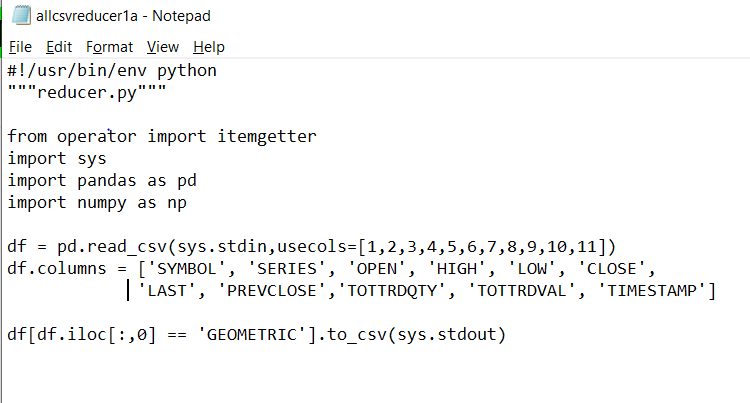 allcsvreducer1a - Notepad
File Edit Format View Help
#!/usr/bin/env python
"""reducer.py"""
from operator import itemgetter
import sys
import pandas as pd
import numpy as np
df = pd.read_csv(sys.stdin,usecols=[1,2,3,4,5,6,7,8,9,10,11])
df.columns = ['SYMBOL', 'SERIES', 'OPEN', 'HIGH', 'LOW', 'CLOSE',
'LAST', 'PREVCLOSE','TOTTRDQTY', 'TOTTRDVAL', 'TIMESTAMP']
df[df.iloc[:,0] == 'GEOMETRIC'].to_csv(sys.stdout)